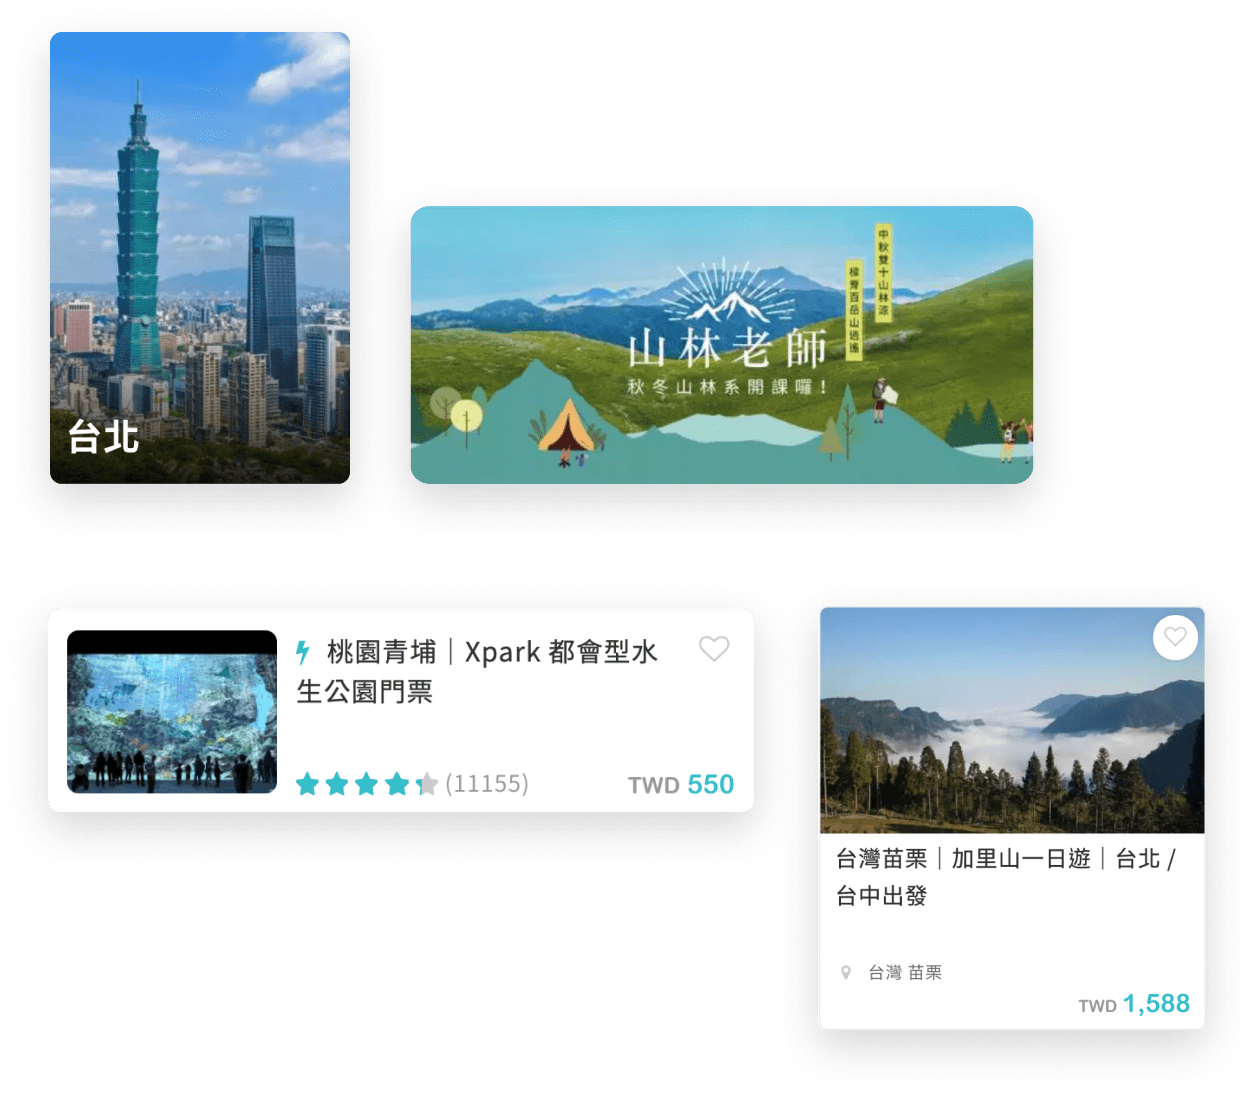 台北
中秋雙十山林涼
稜脊百岳山逍遙
山林老師
秋冬山林系開課囉！
桃園青埔｜Xpark 都會型水
生公園門票
(11155)
TWD 550
台灣苗栗｜加里山一日遊｜台北 /
台中出發
台灣 苗栗
TWD 1,588